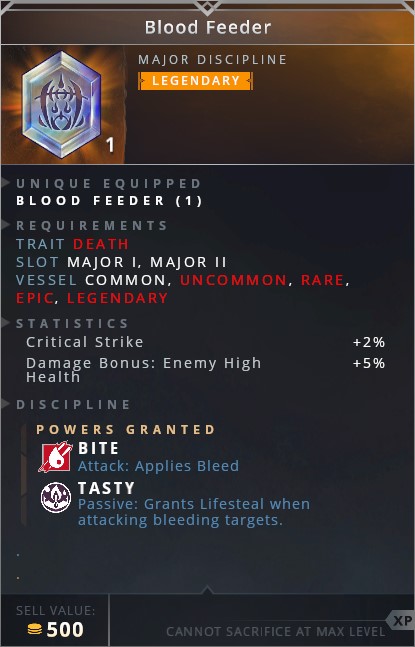 Blood Feeder
MAJOR DISCIPLINE
LEGENDARY
1
UNIQUE EQUIPPED
BLOOD FEEDER (1)
REQUIREMENTS
TRAIT DEATH
SLOT MAJOR I, MAJOR II
VESSEL COMMON, UNCOMMON, RARE,
EPIC, LEGENDARY
STATISTICS
Critical Strike +2%
Damage Bonus: Enemy High +5%
Health
DISCIPLINE
POWERS GRANTED
BITE
Attack: Applies Bleed
TASTY
Passive: Grants Lifesteal when
attacking bleeding targets.
.
.
SELL VALUE:
500
CANNOT SACRIFICE AT MAX LEVEL
XP